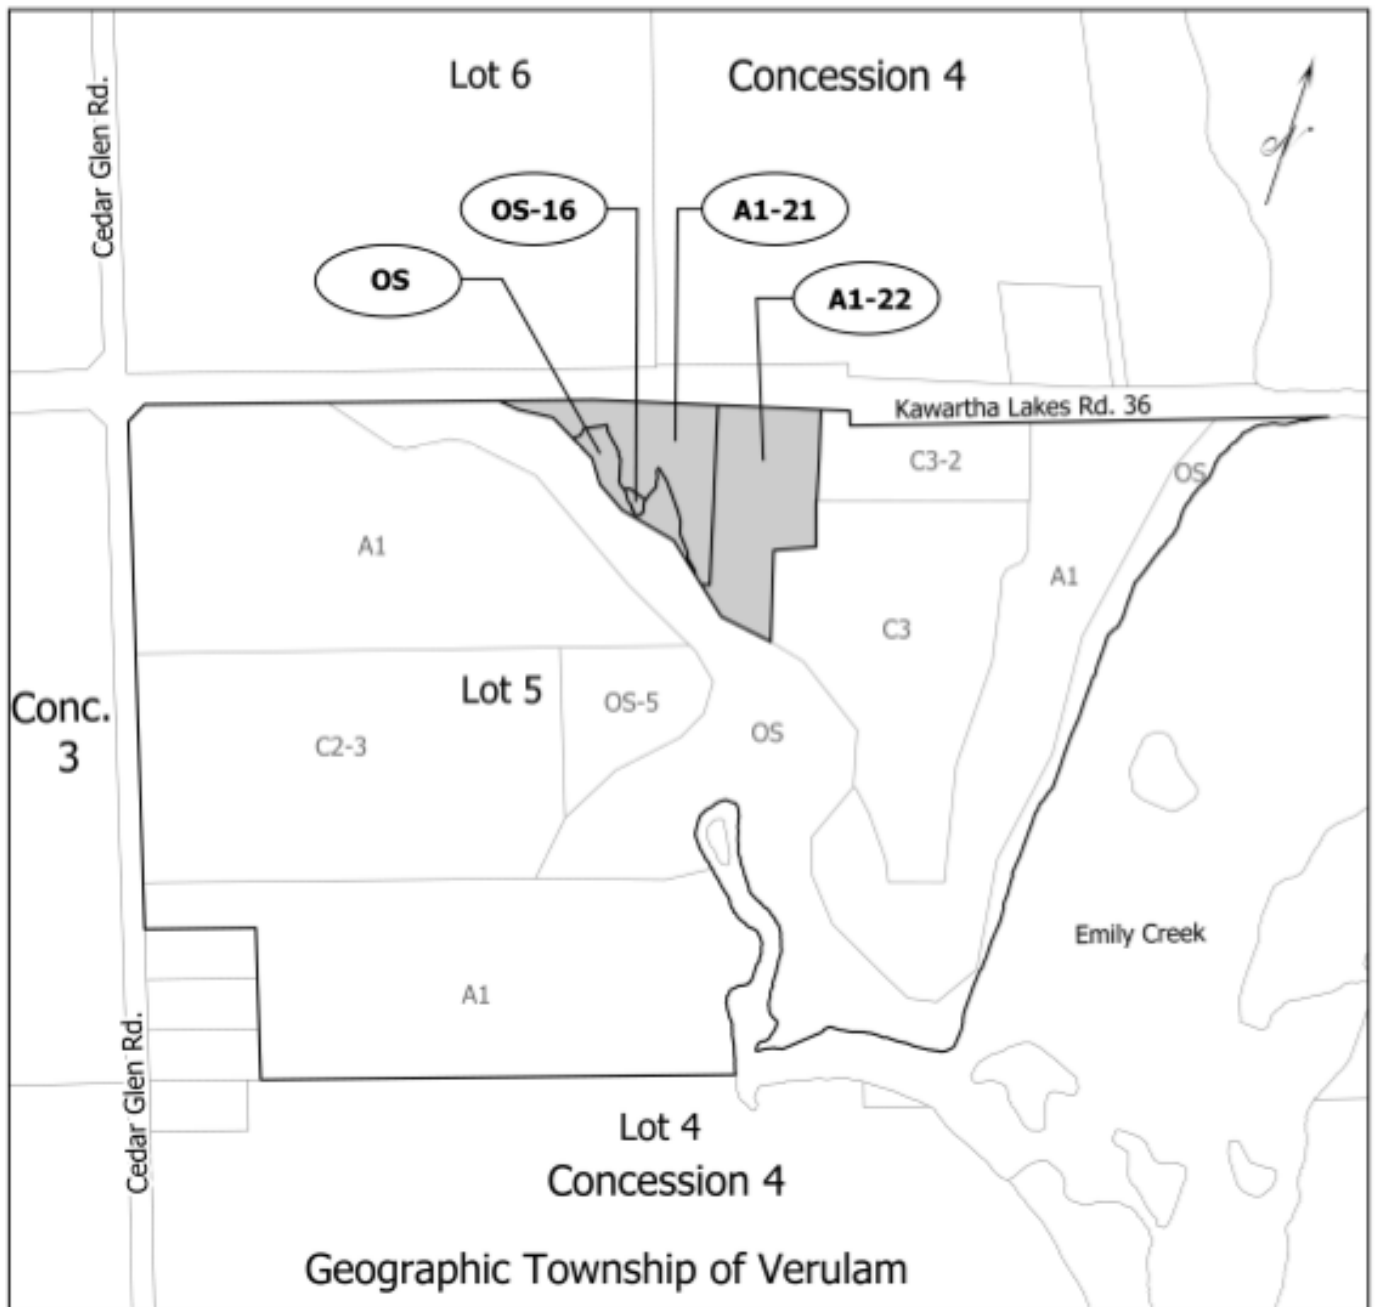 Lot 6
Concession 4
Cedar Glen Rd.
OS-16
A1-21
OS
A1-22
Kawartha Lakes Rd. 36
C3-2
OS
A1
A1
C3
Conc.
3
Lot 5
OS-5
C2-3
OS
Emily Creek
A1
Cedar Glen Rd.
Lot 4
Concession 4
Geographic Township of Verulam